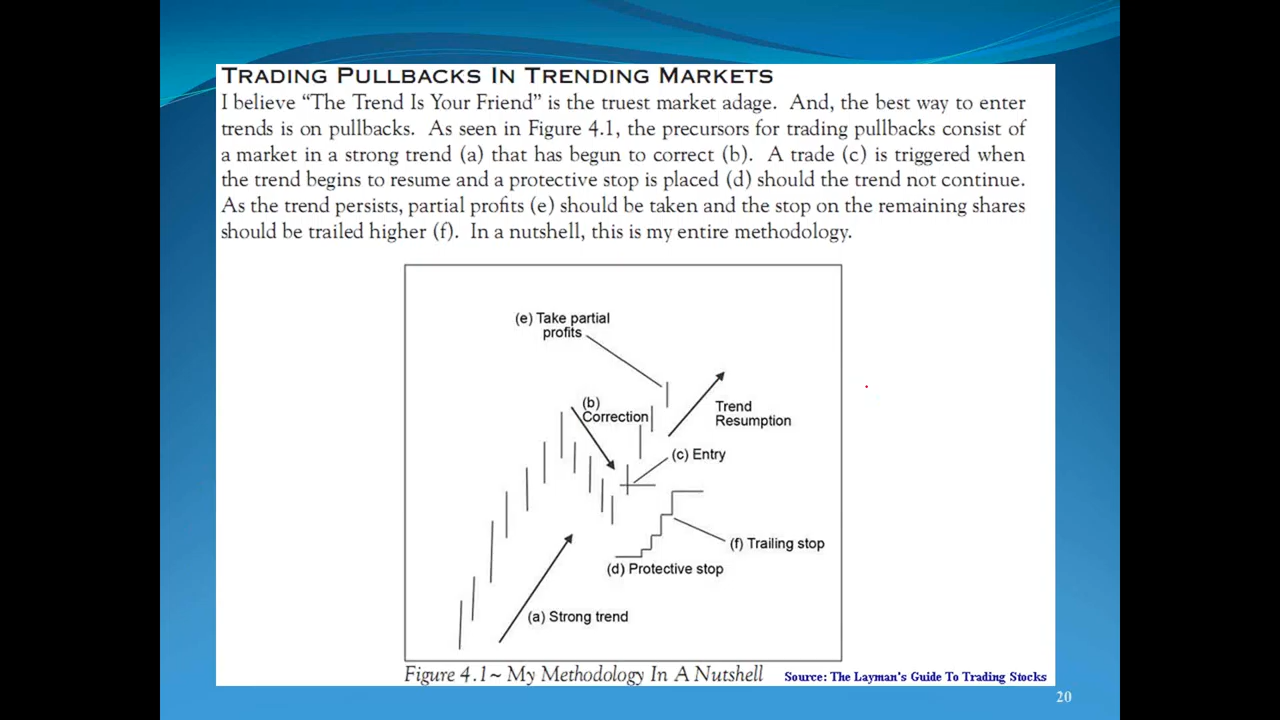 TRADING PULLBACKS IN TRENDING MARKETS
I believe “The Trend Is Your Friend” is the truest market adage. And, the best way to enter
trends is on pullbacks. As seen in Figure 4.1, the precursors for trading pullbacks consist of
a market in a strong trend (a) that has begun to correct (b). A trade (c) is triggered when
the trend begins to resume and a protective stop is placed (d) should the trend not continue.
As the trend persists, partial profits (e) should be taken and the stop on the remaining shares
should be trailed higher (f). In a nutshell, this is my entire methodology.
(e) Take partial
profits
(b)
Correction
Trend
Resumption
(c) Entry
(f) Trailing stop
(d) Protective stop
(a) Strong trend
Figure 4.1~ My Methodology In A Nutshell
Source: The Layman's Guide To Trading Stocks
20